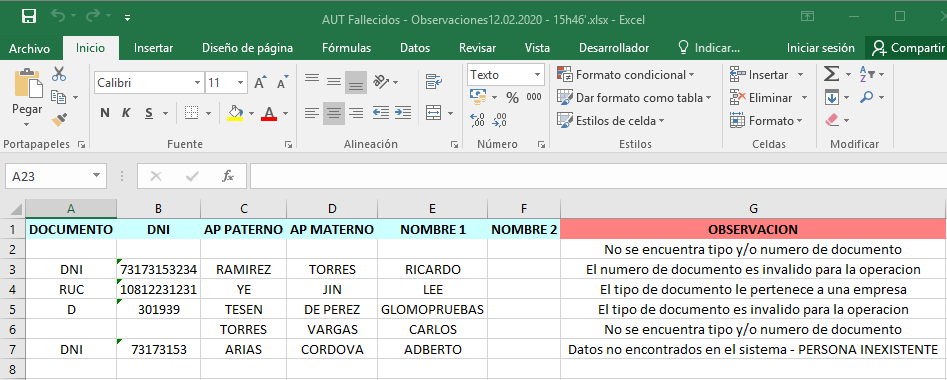 AUT Fallecidos - Observaciones12.02.2020 - 15h46'.xlsx - Excel
Archivo Inicio Insertar Diseño de página Fórmulas Datos Revisar Vista Desarrollador Indicar... Iniciar sesión Compartir
Pegar
Calibri 11 A A
N K S A
Texto
% 000
Formato condicional
Dar formato como tabla
Estilos de celda
Insertar
Eliminar
Formato
Portapapeles Fuente Alineación Número Estilos Celdas Modificar
A23 fx
A B C D E F G
1 DOCUMENTO DNI AP PATERNO AP MATERNO NOMBRE 1 NOMBRE 2 OBSERVACION
2 No se encuentra tipo y/o numero de documento
3 DNI 73173153234 RAMIREZ TORRES RICARDO El numero de documento es invalido para la operacion
4 RUC 10812231231 YE JIN LEE El tipo de documento le pertenece a una empresa
5 D 301939 TESEN DE PEREZ GLOMOPRUEBAS El tipo de documento es invalido para la operacion
6 TORRES VARGAS CARLOS No se encuentra tipo y/o numero de documento
7 DNI 73173153 ARIAS CORDOVA ADBERTO Datos no encontrados en el sistema - PERSONA INEXISTENTE
8